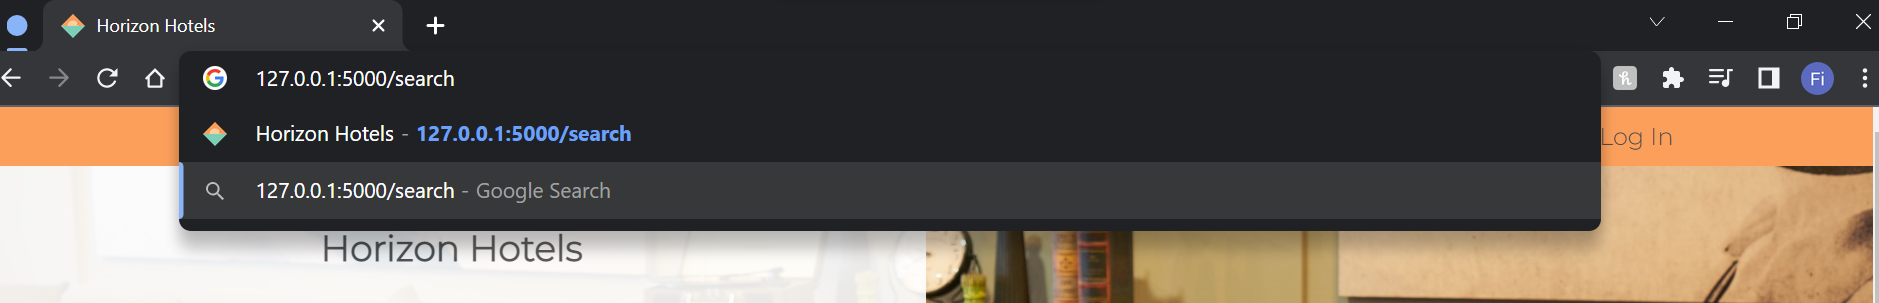 Horizon Hotels
127.0.0.1:5000/search
Fi
Horizon Hotels - 127.0.0.1:5000/search
Log In
127.0.0.1:5000/search - Google Search
Horizon Hotels